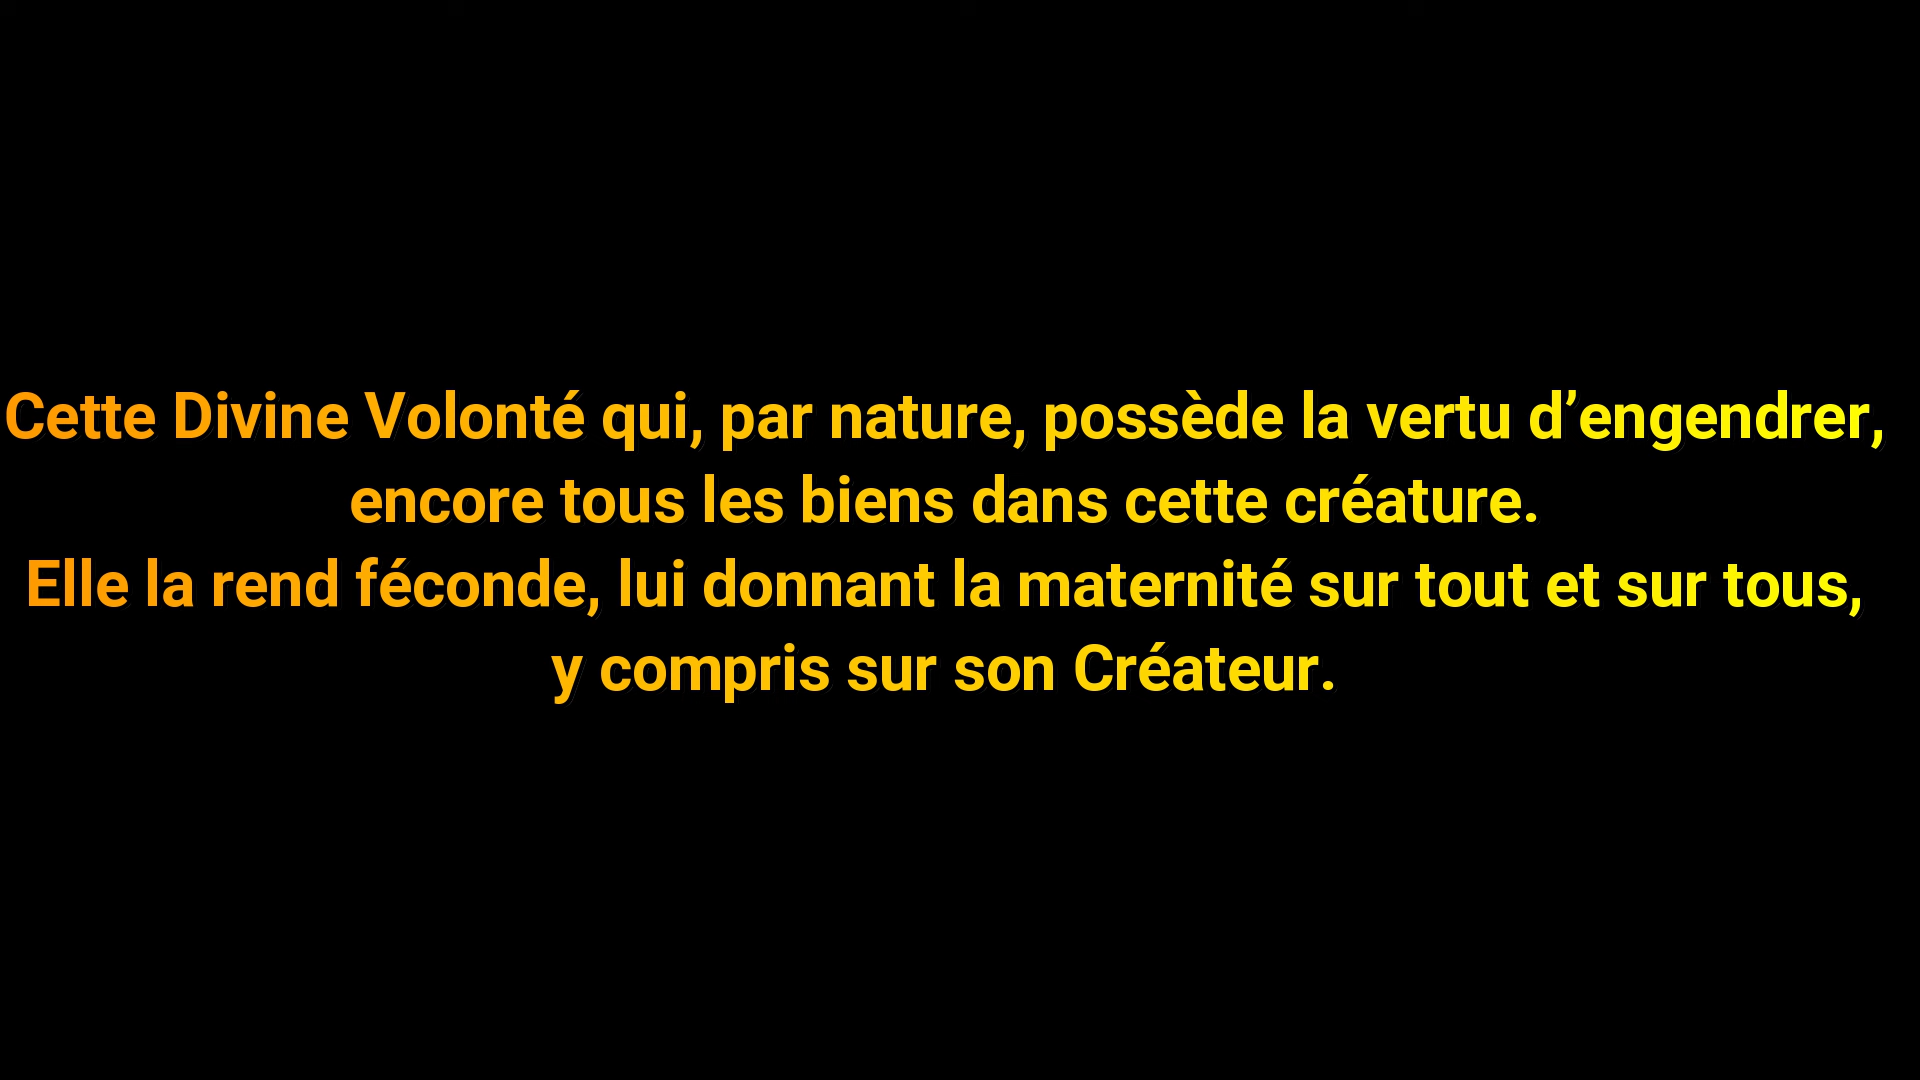 Cette Divine Volonté qui, par nature, possède la vertu d’engendrer,
encore tous les biens dans cette créature.
Elle la rend féconde, lui donnant la maternité sur tout et sur tous,
y compris sur son Créateur.